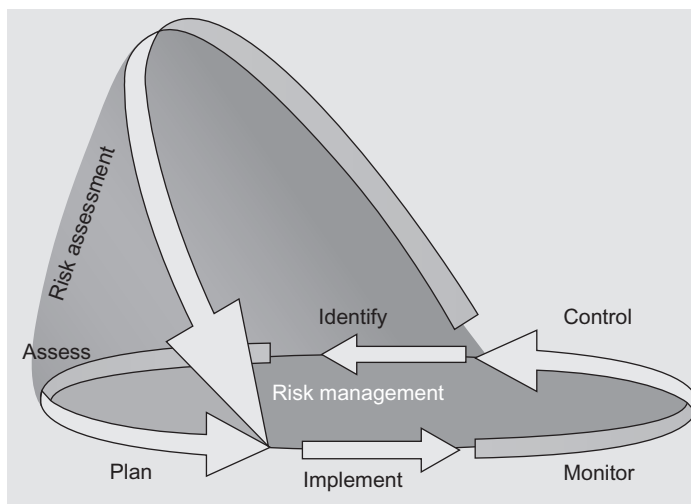 Risk assessment
Identify
Control
Assess
Risk management
Plan
Implement
Monitor